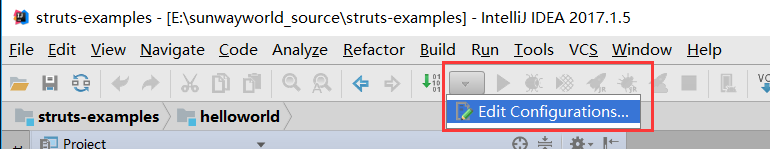 struts-examples - [E:\sunwayworld_source\struts-examples] - IntelliJ IDEA 2017.1.5
File Edit View Navigate Code Analyze Refactor Build Run Tools VCS Window Help
struts-examples helloworld
Edit Configurations...
Project